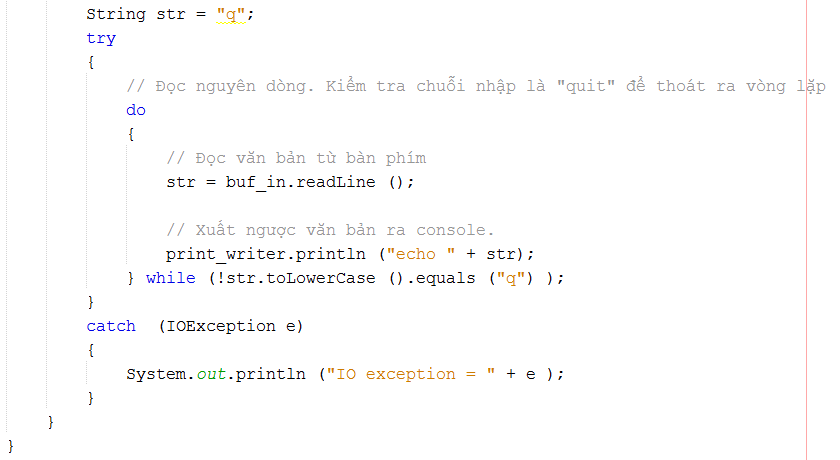 String str = "q";
try
{
// Đọc nguyên dòng. Kiểm tra chuỗi nhập là "quit" để thoát ra vòng lặp
do
{
// Đọc văn bản từ bàn phím
str = buf_in.readLine ();
// Xuất ngược văn bản ra console.
print_writer.println ("echo " + str);
} while (!str.toLowerCase ().equals ("q") );
}
catch  (IOException e)
{
System.out.println ("IO exception = " + e );
}
}
}